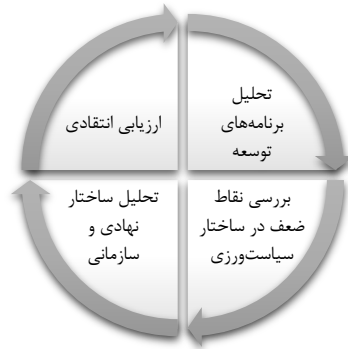 تحلیل
برنامه‌های
توسعه
ارزیابی انتقادی
بررسی نقاط
ضعف در ساختار
سیاست‌ورزی
تحلیل ساختار
نهادی و
سازمانی